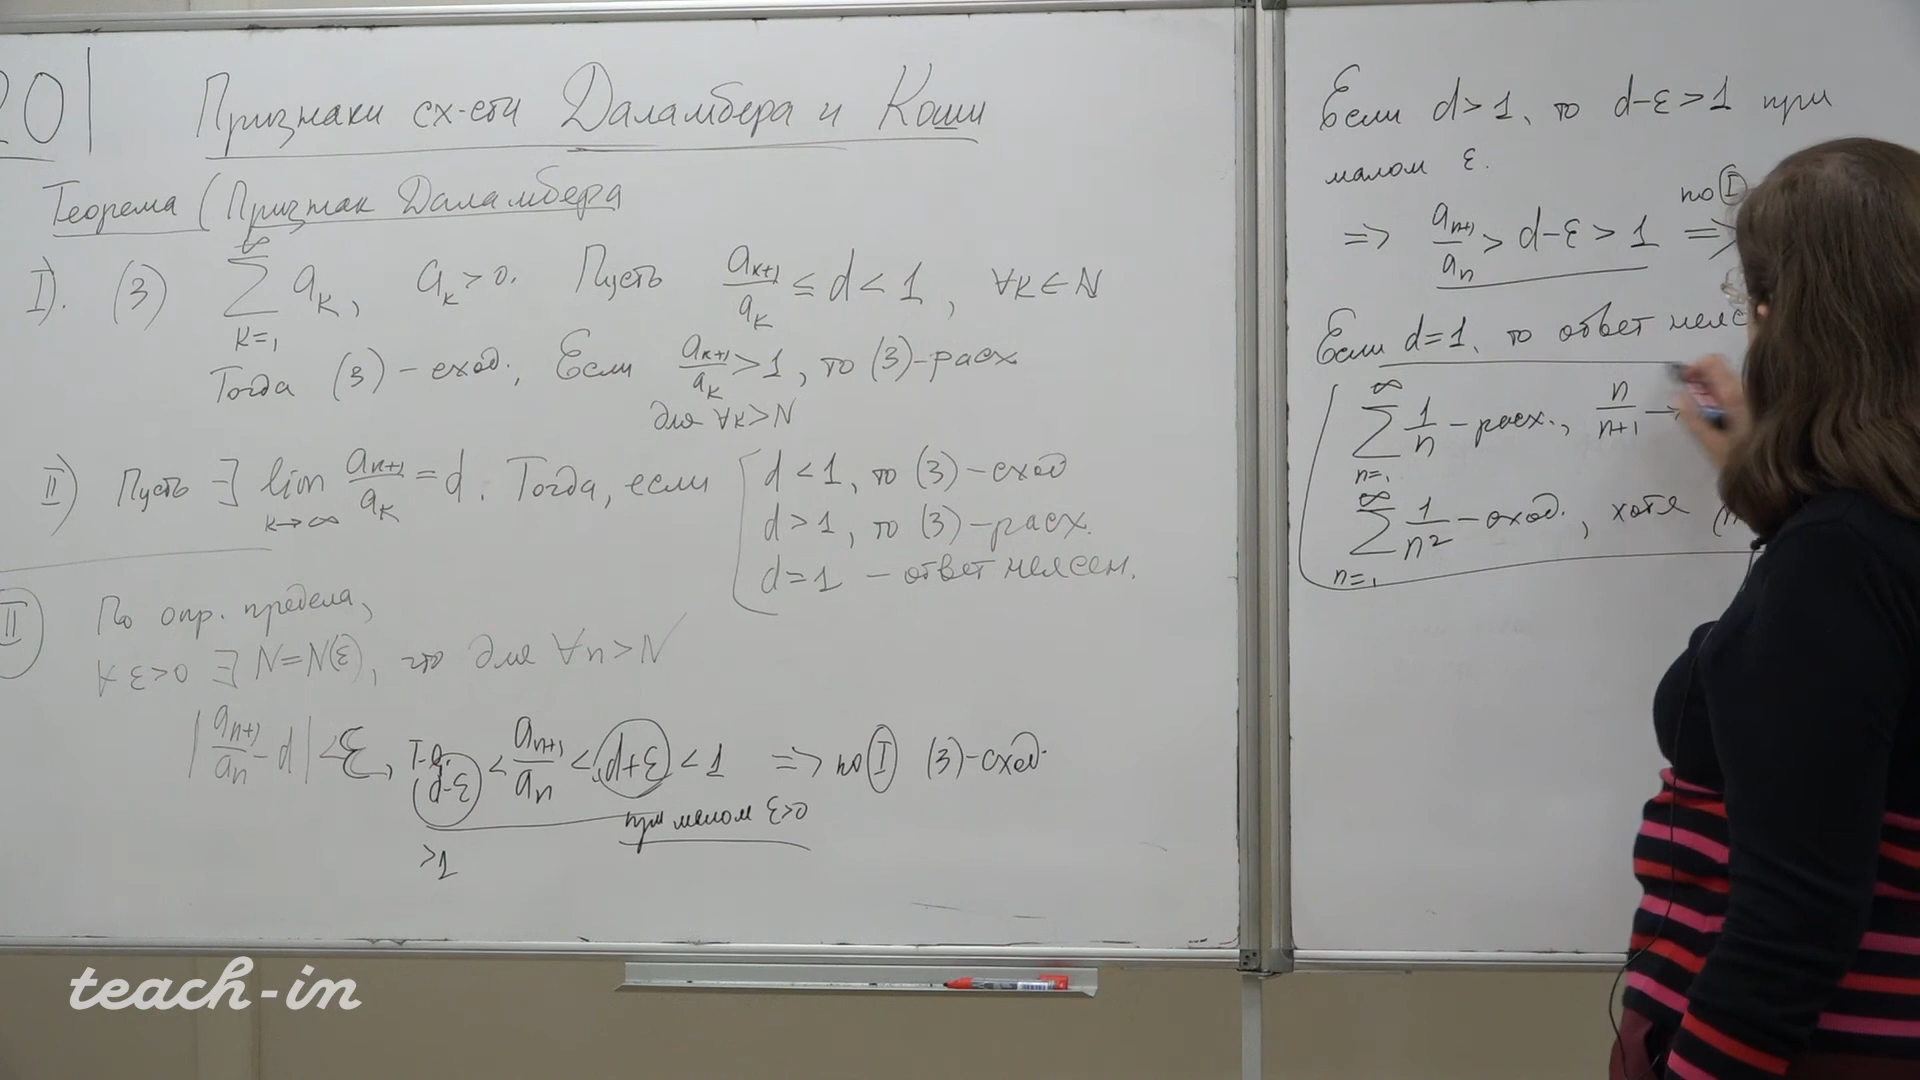 20
Признаки сх-сти Даламбера и Коши
Теорема (Признак Даламбера
I). (3) ∑_{k=1}^{∞} a_k, a_k > 0. Пусть a_{k+1}/a_k ≤ d < 1, ∀k ∈ N
Тогда (3) – сход., Если a_{k+1}/a_k > 1, то (3) – расх
для ∀k > N
II) Пусть ∃ lim_{k→∞} a_{k+1}/a_k = d. Тогда, если
d < 1, то (3) – сход
d > 1, то (3) – расх.
d = 1 – ответ неясен.
II По опр. предела,
∀ ε>0 ∃ N=N(ε), что для ∀n > N
|a_{n+1}/a_n – d| < ε, т.е. d-ε < a_{n+1}/a_n < d+ε < 1 => по I (3) – сход.
при малом ε>0
>1
Если d > 1, то d-ε > 1 при
малом ε.
=> a_{n+1}/a_n > d-ε > 1 по I =>
Если d=1, то ответ
∑_{n=1}^{∞} 1/n – расх., n/(n+1) →
∑_{n=1}^{∞} 1/n² – сход., хотя
teach-in